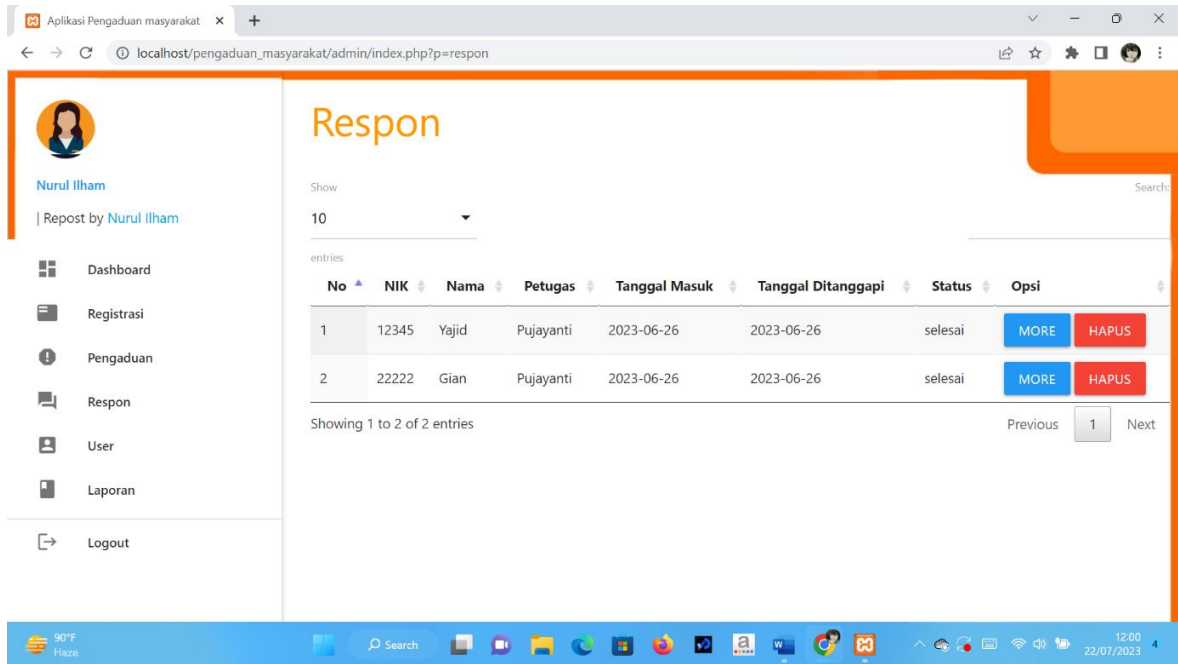 Aplikasi Pengaduan masyarakat
localhost/pengaduan_masyarakat/admin/index.php?p=respon
Nurul Ilham
| Repost by Nurul Ilham
Dashboard
Registrasi
Pengaduan
Respon
User
Laporan
Logout
Respon
Show
Search:
10
entries
No NIK Nama Petugas Tanggal Masuk Tanggal Ditanggapi Status Opsi
1 12345 Yajid Pujayanti 2023-06-26 2023-06-26 selesai MORE HAPUS
2 22222 Gian Pujayanti 2023-06-26 2023-06-26 selesai MORE HAPUS
Showing 1 to 2 of 2 entries
Previous 1 Next
90°F
Haze
Search
12:00
22/07/2023
4